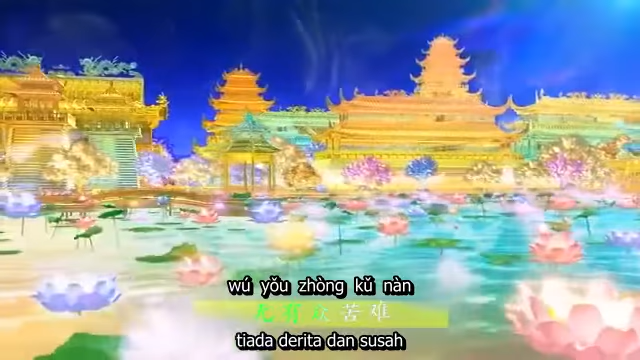 wú yǒu zhòng kǔ nàn
无有众苦难
tiada derita dan susah